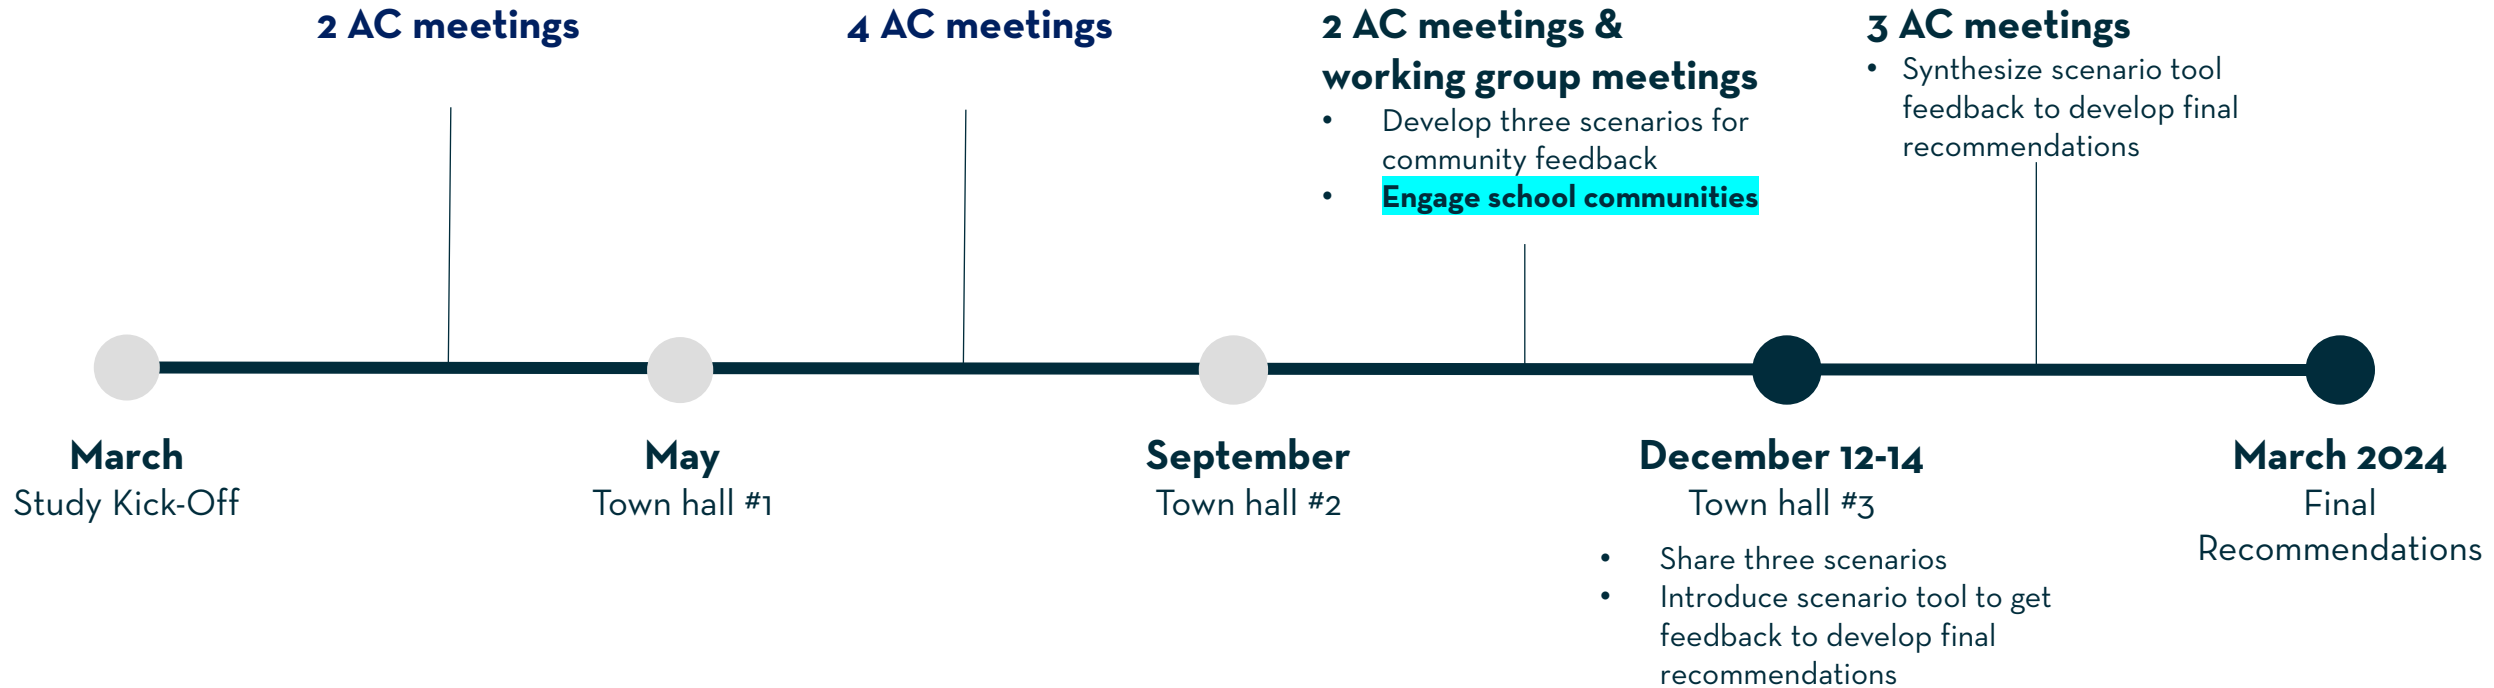 2 AC meetings
4 AC meetings
2 AC meetings &
working group meetings
• Develop three scenarios for
community feedback
• Engage school communities
3 AC meetings
• Synthesize scenario tool
feedback to develop final
recommendations
March
Study Kick-Off
May
Town hall #1
September
Town hall #2
December 12-14
Town hall #3
• Share three scenarios
• Introduce scenario tool to get
feedback to develop final
recommendations
March 2024
Final
Recommendations